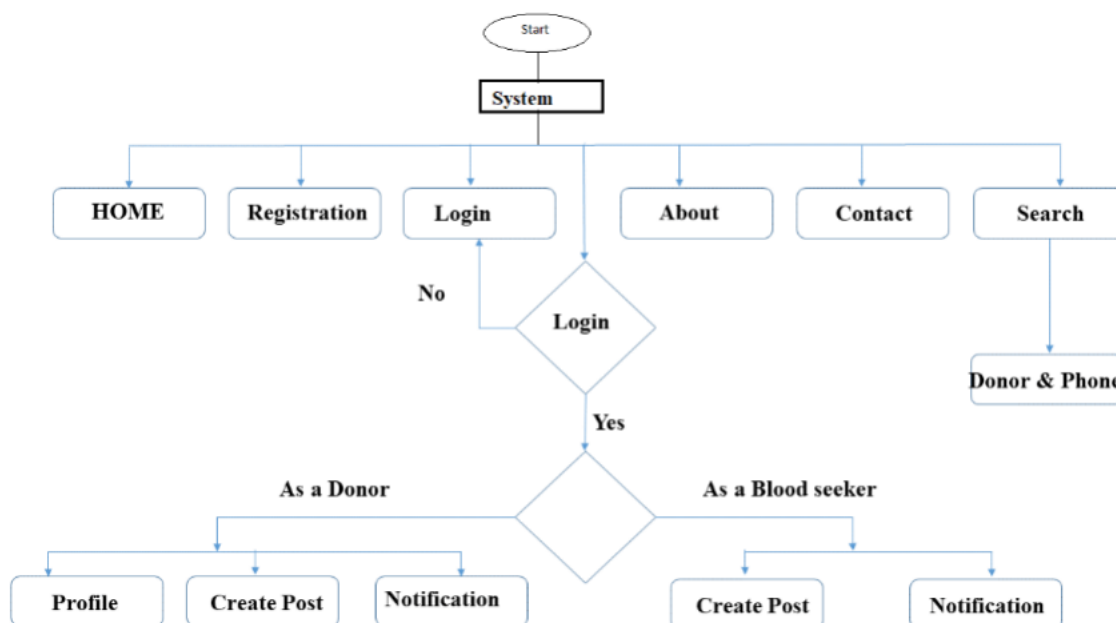 Start
System
HOME
Registration
Login
About
Contact
Search
No
Login
Donor & Phone
Yes
As a Donor
As a Blood seeker
Profile
Create Post
Notification
Create Post
Notification